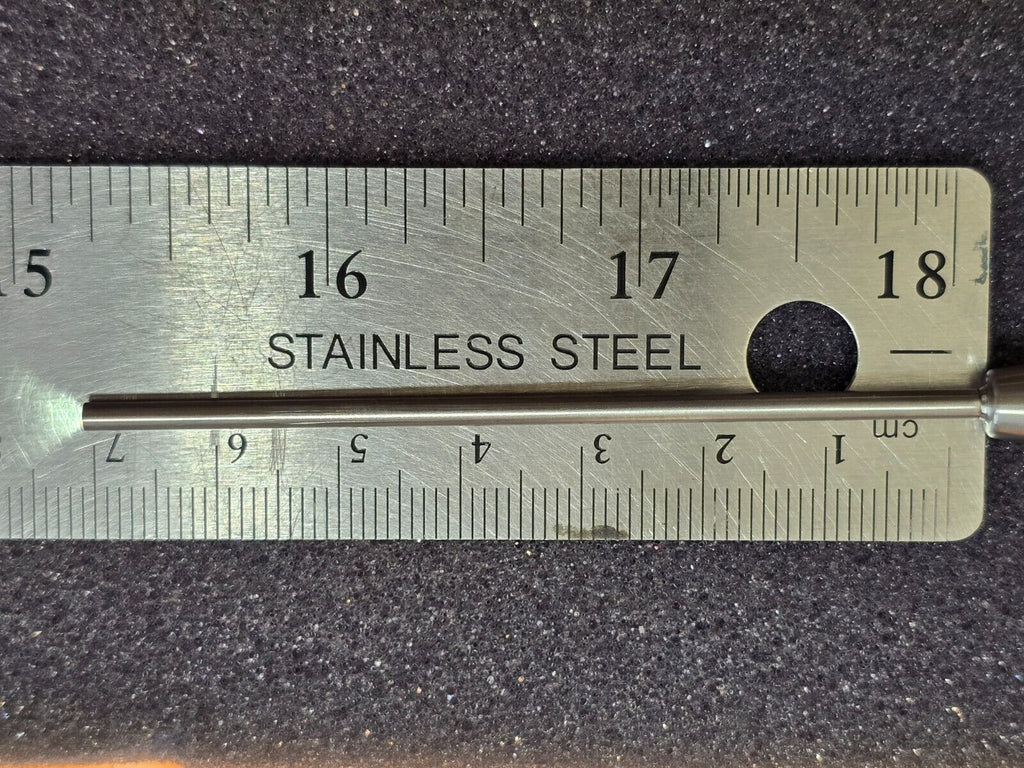 15 16 17 18
STAINLESS STEEL
7 6 5 4 3 2 1 cm